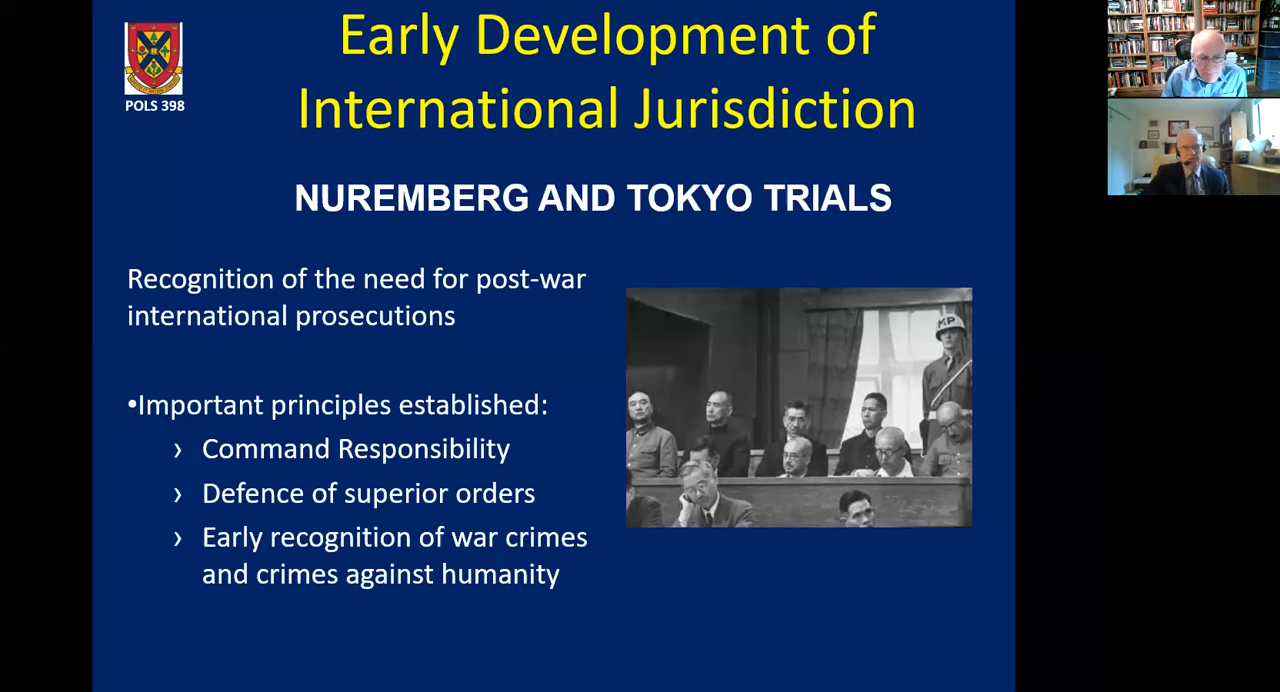 Early Development of
International Jurisdiction
POLS 398
NUREMBERG AND TOKYO TRIALS
Recognition of the need for post-war
international prosecutions
•Important principles established:
› Command Responsibility
› Defence of superior orders
› Early recognition of war crimes
and crimes against humanity
MP